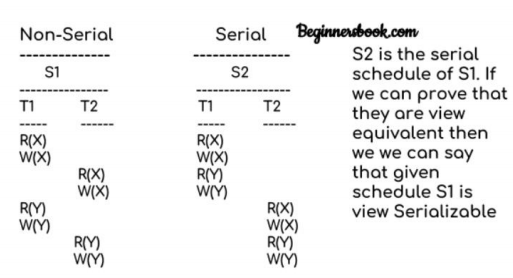 Non-Serial Serial Beginnersbook.com
--------------- ---------------
S1 S2
----------------- -----------------
T1 T2 T1 T2
----- ------ ----- ------
R(X) R(X)
W(X) W(X)
R(X) R(Y)
W(X) W(Y)
R(Y) R(X)
W(Y) W(X)
R(Y) R(Y)
W(Y) W(Y)
S2 is the serial
schedule of S1. If
we can prove that
they are view
equivalent then
we we can say
that given
schedule S1 is
view Serializable